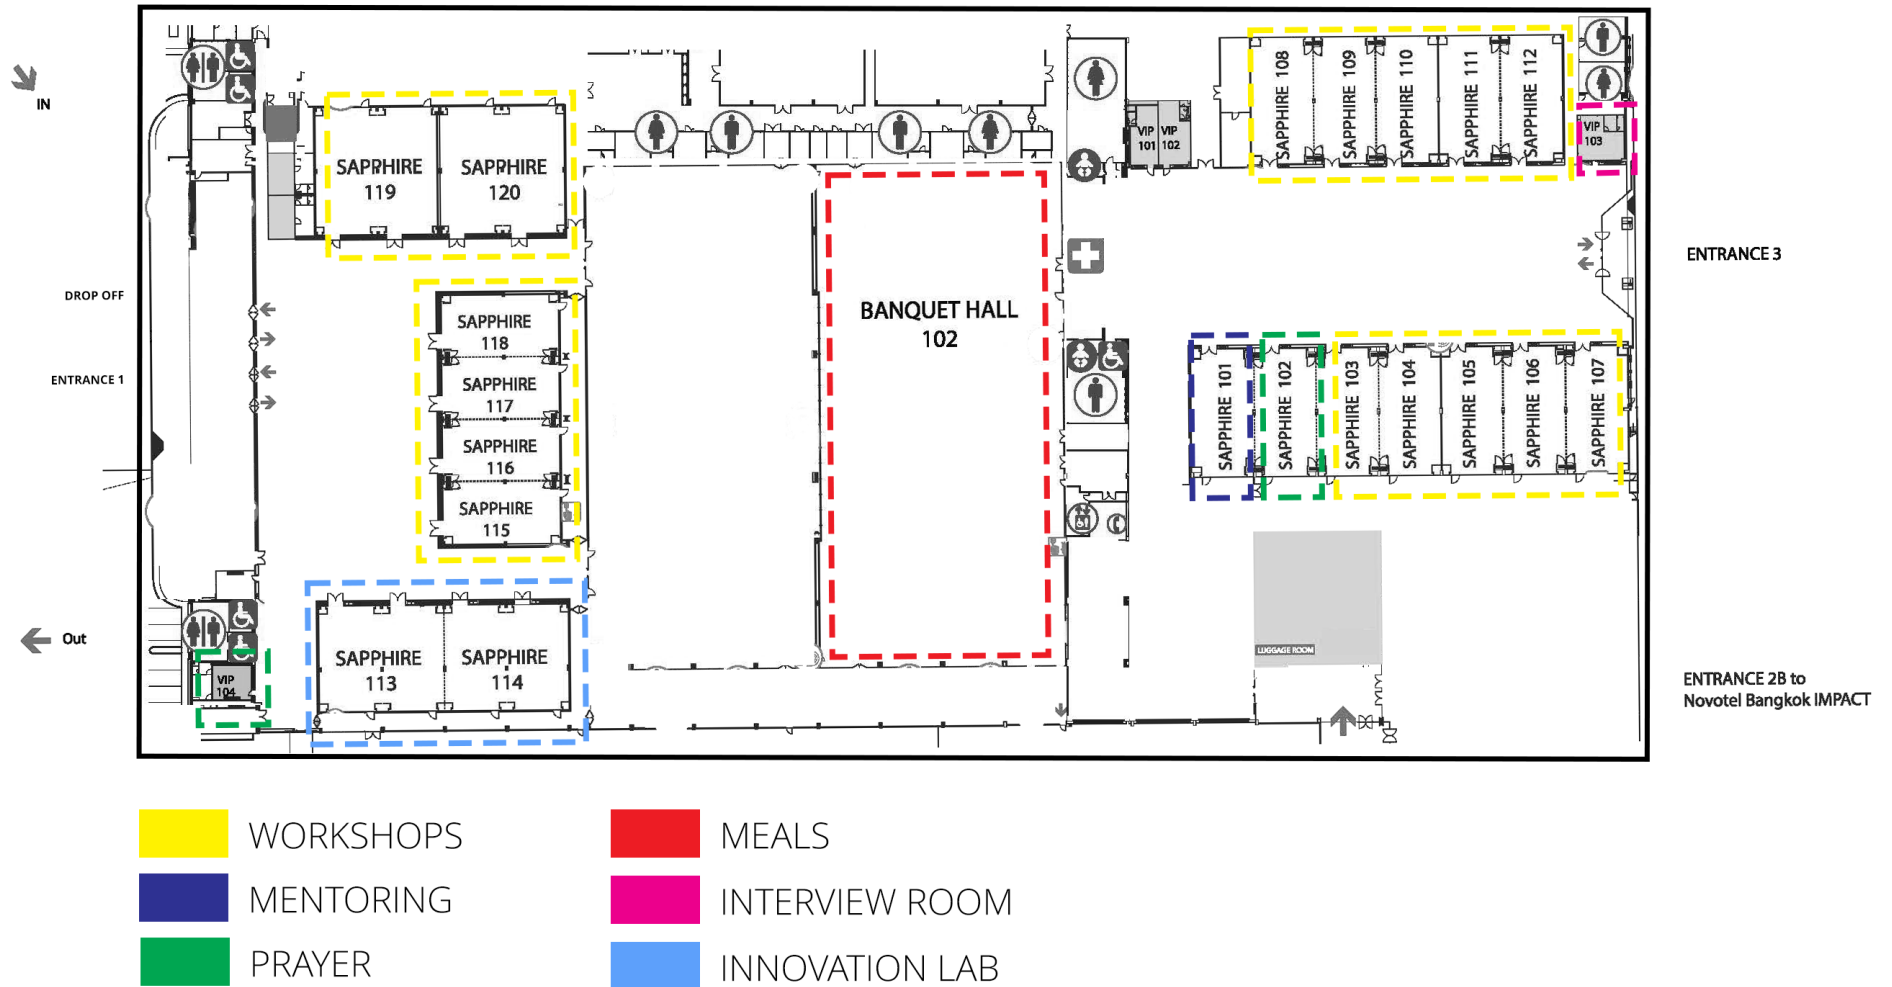 IN
SAPPHIRE
119
SAPPHIRE
120
VIP
101
VIP
102
SAPPHIRE 108
SAPPHIRE 109
SAPPHIRE 110
SAPPHIRE 111
SAPPHIRE 112
VIP
103
DROP OFF
ENTRANCE 1
SAPPHIRE
118
SAPPHIRE
117
SAPPHIRE
116
SAPPHIRE
115
BANQUET HALL
102
ENTRANCE 3
SAPPHIRE 101
SAPPHIRE 102
SAPPHIRE 103
SAPPHIRE 104
SAPPHIRE 105
SAPPHIRE 106
SAPPHIRE 107
Out
VIP
104
SAPPHIRE
113
SAPPHIRE
114
LUGGAGE ROOM
ENTRANCE 2B to
Novotel Bangkok IMPACT
WORKSHOPS
MENTORING
PRAYER
MEALS
INTERVIEW ROOM
INNOVATION LAB